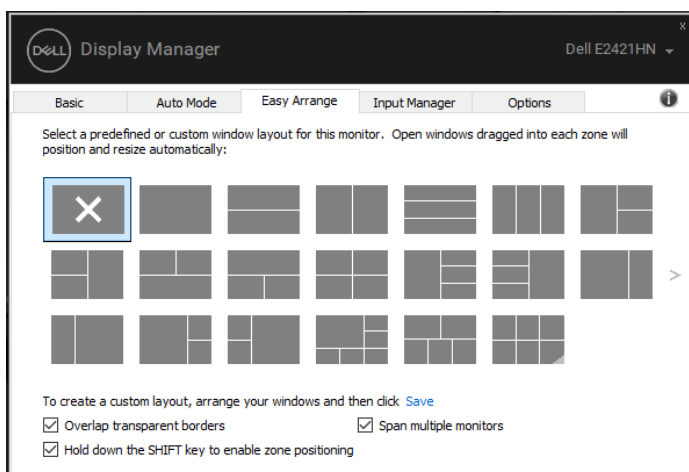 DELL Display Manager
Dell E2421HN
Basic
Auto Mode
Easy Arrange
Input Manager
Options
Select a predefined or custom window layout for this monitor. Open windows dragged into each zone will
position and resize automatically:
To create a custom layout, arrange your windows and then click Save
Overlap transparent borders
Span multiple monitors
Hold down the SHIFT key to enable zone positioning